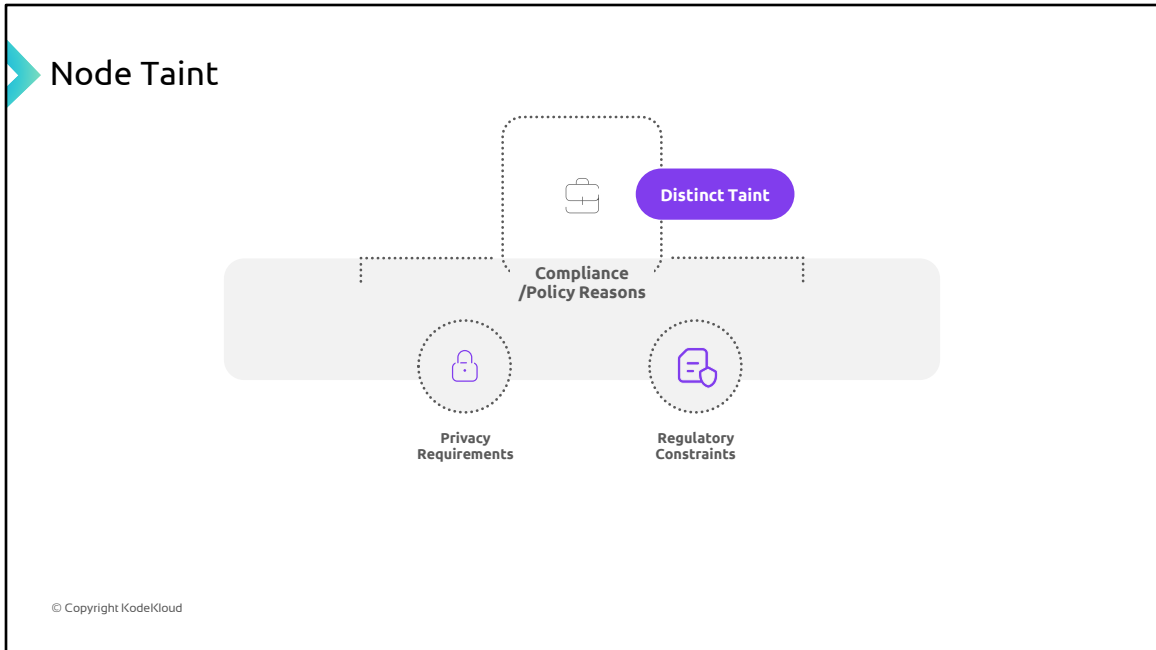 Node Taint
Distinct Taint
Compliance
/Policy Reasons
Privacy
Requirements
Regulatory
Constraints
© Copyright KodeKloud